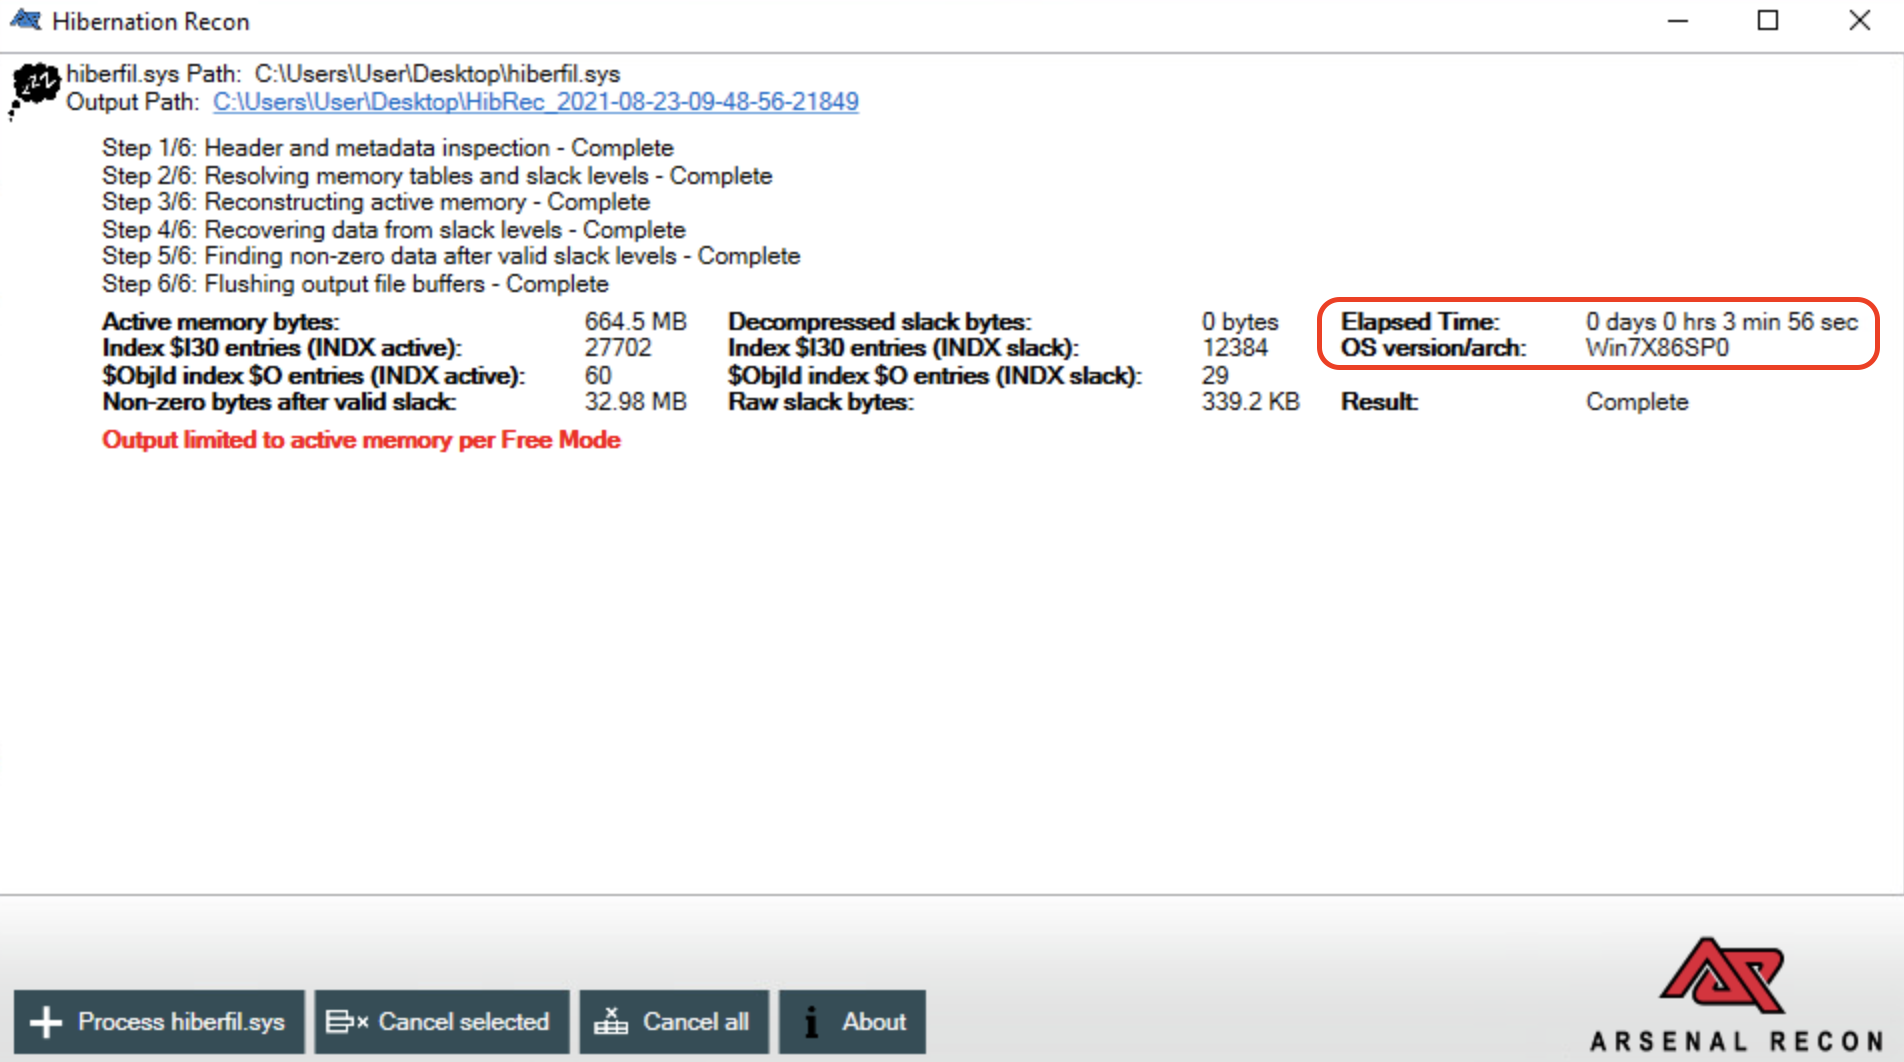 Hibernation Recon
hiberfil.sys Path: C:\Users\User\Desktop\hiberfil.sys
Output Path: C:\Users\User\Desktop\HibRec_2021-08-23-09-48-56-21849
Step 1/6: Header and metadata inspection - Complete
Step 2/6: Resolving memory tables and slack levels - Complete
Step 3/6: Reconstructing active memory - Complete
Step 4/6: Recovering data from slack levels - Complete
Step 5/6: Finding non-zero data after valid slack levels - Complete
Step 6/6: Flushing output file buffers - Complete
Active memory bytes: 664.5 MB Decompressed slack bytes: 0 bytes Elapsed Time: 0 days 0 hrs 3 min 56 sec
Index $I30 entries (INDX active): 27702 Index $I30 entries (INDX slack): 12384 OS version/arch: Win7X86SP0
$ObjId index $O entries (INDX active): 60 $ObjId index $O entries (INDX slack): 29
Non-zero bytes after valid slack: 32.98 MB Raw slack bytes: 339.2 KB Result: Complete
Output limited to active memory per Free Mode
Process hiberfil.sys Cancel selected Cancel all About
ARSENAL RECON